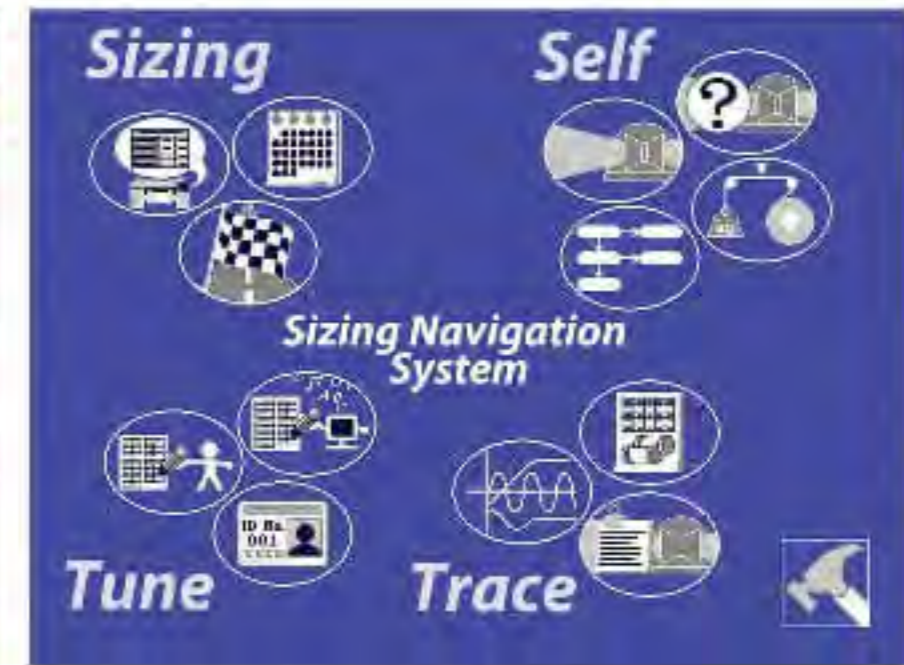 Sizing
Self
?
Sizing Navigation
System
ID No.
001
Tune
Trace